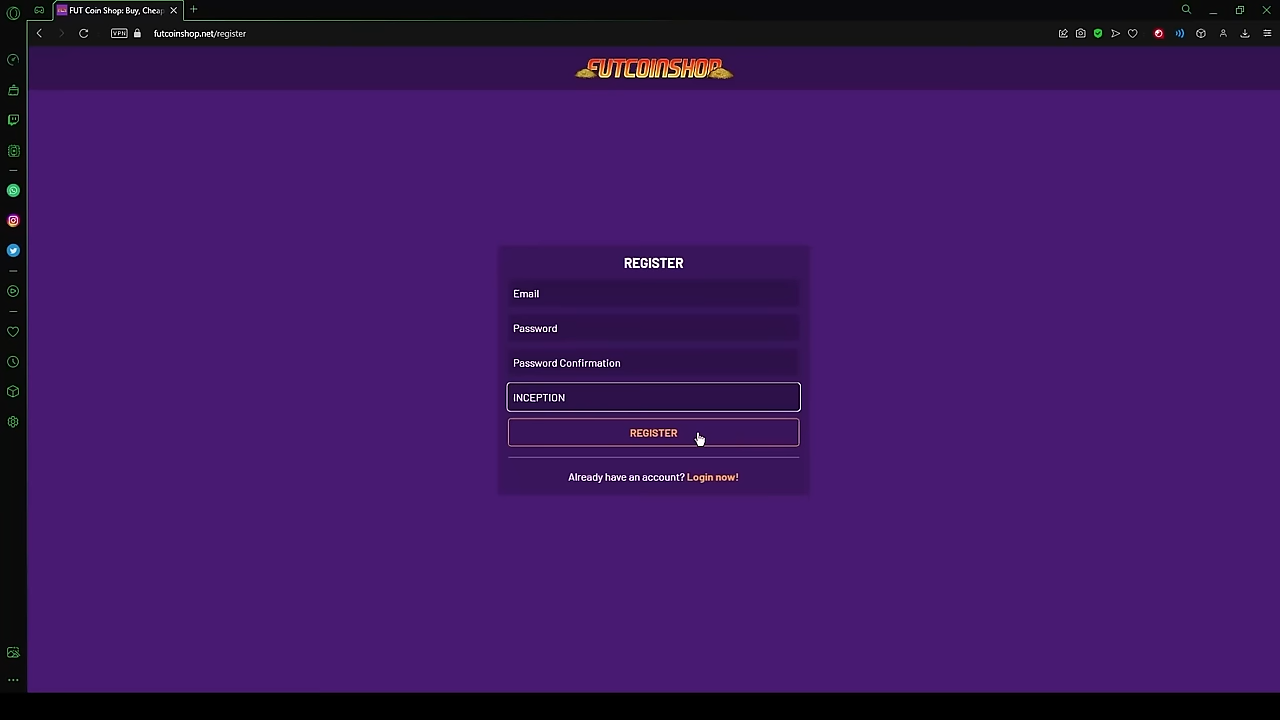 FUT Coin Shop: Buy, Cheap
VPN
futcoinshop.net/register
FUTCOINSHOP
REGISTER
Email
Password
Password Confirmation
INCEPTION
REGISTER
Already have an account? Login now!